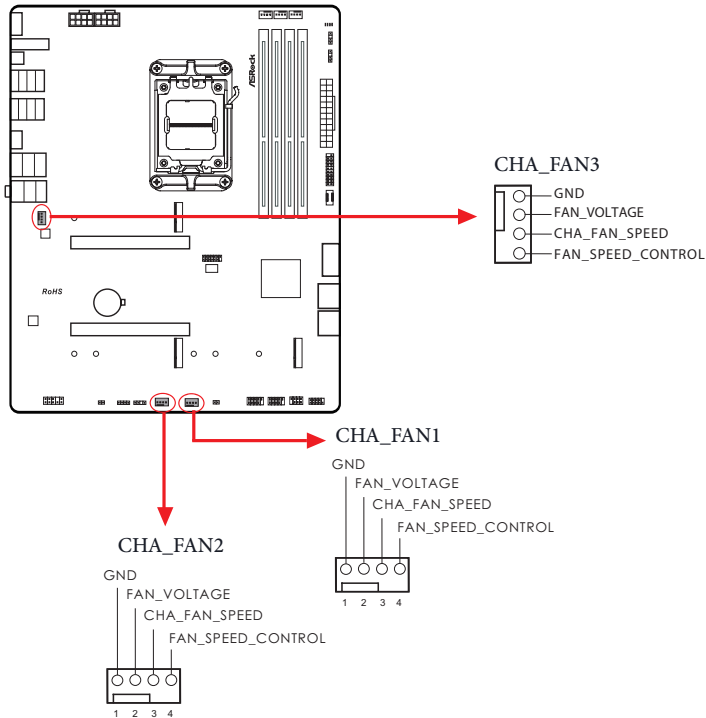 ASRock
CHA_FAN3
GND
FAN_VOLTAGE
CHA_FAN_SPEED
FAN_SPEED_CONTROL
RoHS
CHA_FAN1
GND
FAN_VOLTAGE
CHA_FAN_SPEED
FAN_SPEED_CONTROL
1 2 3 4
CHA_FAN2
GND
FAN_VOLTAGE
CHA_FAN_SPEED
FAN_SPEED_CONTROL
1 2 3 4